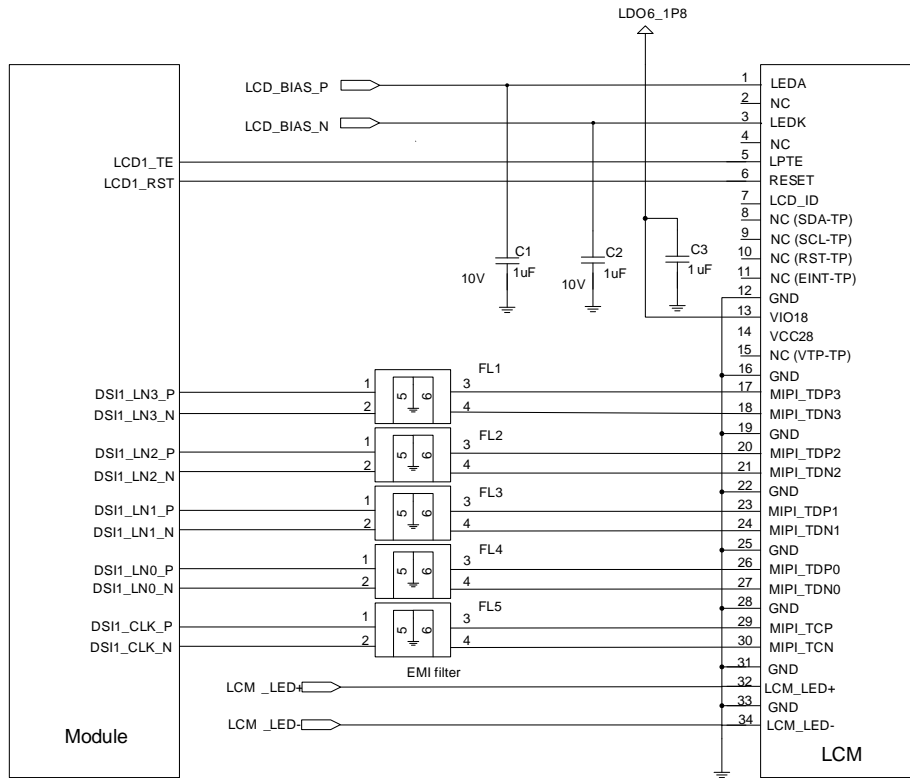 LDO6_1P8
LCD_BIAS_P
LCD_BIAS_N
LCD1_TE
LCD1_RST
C1
1uF
10V
C2
1uF
10V
C3
1uF
1 LEDA
2 NC
3 LEDK
4 NC
5 LPTE
6 RESET
7 LCD_ID
8 NC (SDA-TP)
9 NC (SCL-TP)
10 NC (RST-TP)
11 NC (EINT-TP)
12 GND
13 VIO18
14 VCC28
15 NC (VTP-TP)
16 GND
17 MIPI_TDP3
18 MIPI_TDN3
19 GND
20 MIPI_TDP2
21 MIPI_TDN2
22 GND
23 MIPI_TDP1
24 MIPI_TDN1
25 GND
26 MIPI_TDP0
27 MIPI_TDN0
28 GND
29 MIPI_TCP
30 MIPI_TCN
31 GND
32 LCM_LED+
33 GND
34 LCM_LED-
FL1
DSI1_LN3_P 1 5 6 3
DSI1_LN3_N 2 4
FL2
DSI1_LN2_P 1 5 6 3
DSI1_LN2_N 2 4
FL3
DSI1_LN1_P 1 5 6 3
DSI1_LN1_N 2 4
FL4
DSI1_LN0_P 1 5 6 3
DSI1_LN0_N 2 4
FL5
DSI1_CLK_P 1 5 6 3
DSI1_CLK_N 2 4
EMI filter
LCM _LED+
LCM _LED-
Module
LCM